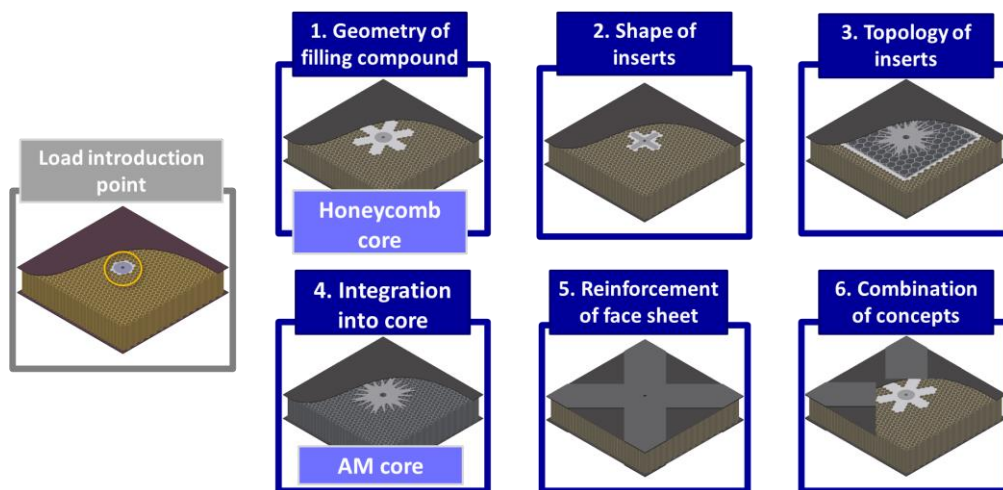 1. Geometry of
filling compound
2. Shape of
inserts
3. Topology of
inserts
Load introduction
point
Honeycomb
core
4. Integration
into core
5. Reinforcement
of face sheet
6. Combination
of concepts
AM core